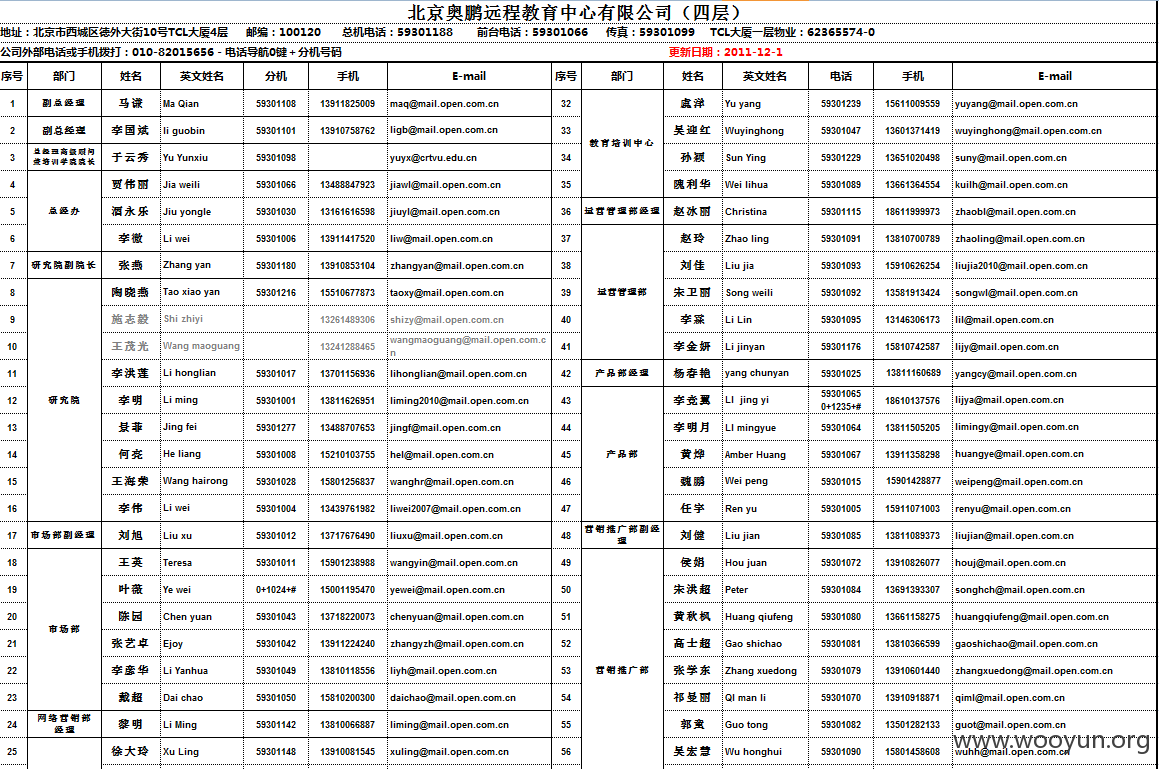 北京奥鹏远程教育中心有限公司（四层）
地址：北京市西城区德外大街10号TCL大厦4层 邮编：100120 总机电话：59301188 前台电话：59301066 传真：59301099 TCL大厦一层物业：62365574-0
公司外部电话或手机拨打：010-82015656 - 电话导航0键＋分机号码 更新日期：2011-12-1
序号 部门 姓名 英文姓名 分机 手机 E-mail 序号 部门 姓名 英文姓名 电话 手机 E-mail
1 副总经理 马谦 Ma Qian 59301108 13911825009 maq@mail.open.com.cn 32 虞洋 Yu yang 59301239 15611009559 yuyang@mail.open.com.cn
2 副总经理 李国斌 li guobin 59301101 13910758762 ligb@mail.open.com.cn 33 吴迎红 Wuyinghong 59301047 13601371419 wuyinghong@mail.open.com.cn
教育培训中心
3 总经理高级顾问兼培训学院院长 于云秀 Yu Yunxiu 59301098 yuyx@crtvu.edu.cn 34 孙颖 Sun Ying 59301229 13651020498 suny@mail.open.com.cn
4 贾伟丽 Jia weili 59301066 13488847923 jiawl@mail.open.com.cn 35 隗利华 Wei lihua 59301089 13661364554 kuilh@mail.open.com.cn
5 总经办 酒永乐 Jiu yongle 59301030 13161616598 jiuyl@mail.open.com.cn 36 运营管理部经理 赵冰丽 Christina 59301115 18611999973 zhaobl@mail.open.com.cn
6 李微 Li wei 59301006 13911417520 liw@mail.open.com.cn 37 赵玲 Zhao ling 59301091 13810700789 zhaoling@mail.open.com.cn
7 研究院副院长 张燕 Zhang yan 59301180 13910853104 zhangyan@mail.open.com.cn 38 刘佳 Liu jia 59301093 15910626254 liujia2010@mail.open.com.cn
8 陶晓燕 Tao xiao yan 59301216 15510677873 taoxy@mail.open.com.cn 39 运营管理部 宋卫丽 Song weili 59301092 13581913424 songwl@mail.open.com.cn
9 施志毅 Shi zhiyi 13261489306 shizy@mail.open.com.cn 40 李霖 Li Lin 59301095 13146306173 lil@mail.open.com.cn
10 王茂光 Wang maoguang 13241288465 wangmaoguang@mail.open.com.cn 41 李金妍 Li jinyan 59301176 15810742587 lijy@mail.open.com.cn
11 李洪莲 Li honglian 59301017 13701156936 lihonglian@mail.open.com.cn 42 产品部经理 杨春艳 yang chunyan 59301025 13811160689 yangcy@mail.open.com.cn
12 研究院 李明 Li ming 59301001 13811626951 liming2010@mail.open.com.cn 43 李竞翼 LI jing yi 59301065 0+1235+# 18610137576 lijya@mail.open.com.cn
13 景菲 Jing fei 59301277 13488707653 jingf@mail.open.com.cn 44 李明月 LI mingyue 59301064 13811505205 limingy@mail.open.com.cn
14 何亮 He liang 59301008 15210103755 hel@mail.open.com.cn 45 产品部 黄烨 Amber Huang 59301067 13911358298 huangye@mail.open.com.cn
15 王海荣 Wang hairong 59301028 15801256837 wanghr@mail.open.com.cn 46 魏鹏 Wei peng 59301015 15901428877 weipeng@mail.open.com.cn
16 李伟 Li wei 59301004 13439761982 liwei2007@mail.open.com.cn 47 任宇 Ren yu 59301005 15911071003 renyu@mail.open.com.cn
17 市场部副经理 刘旭 Liu xu 59301012 13717676490 liuxu@mail.open.com.cn 48 营销推广部副经理 刘健 Liu jian 59301085 13811089373 liujian@mail.open.com.cn
18 王英 Teresa 59301011 15901238988 wangyin@mail.open.com.cn 49 侯娟 Hou juan 59301072 13910826077 houj@mail.open.com.cn
19 叶薇 Ye wei 0+1024+# 15001195470 yewei@mail.open.com.cn 50 宋洪超 Peter 59301084 13691393307 songhch@mail.open.com.cn
20 陈园 Chen yuan 59301043 13718220073 chenyuan@mail.open.com.cn 51 黄秋枫 Huang qiufeng 59301080 13661158275 huangqiufeng@mail.open.com.cn
市场部
21 张艺卓 Ejoy 59301042 13911224240 zhangyzh@mail.open.com.cn 52 高士超 Gao shichao 59301081 13810366599 gaoshichao@mail.open.com.cn
22 李彦华 Li Yanhua 59301049 13810118556 liyh@mail.open.com.cn 53 营销推广部 张学东 Zhang xuedong 59301079 13910601440 zhangxuedong@mail.open.com.cn
23 戴超 Dai chao 59301050 15810200300 daichao@mail.open.com.cn 54 祁曼丽 QI man li 59301070 13910918871 qiml@mail.open.com.cn
24 网络营销部经理 黎明 Li Ming 59301142 13810066887 liming@mail.open.com.cn 55 郭童 Guo tong 59301082 13501282133 guot@mail.open.com.cn
25 徐大玲 Xu Ling 59301148 13910081545 xuling@mail.open.com.cn 56 吴宏慧 Wu honghui 59301090 15801458608 wuhh@mail.open.com.cn
www.wooyun.org